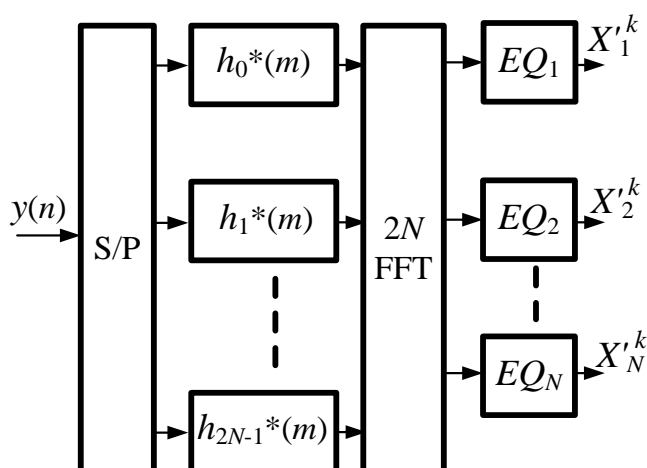 y(n)
S/P
h₀*(m)
h₁*(m)
h₂N-1*(m)
2N
FFT
EQ₁
EQ₂
EQN
X'₁ᵏ
X'₂ᵏ
X'Nᵏ